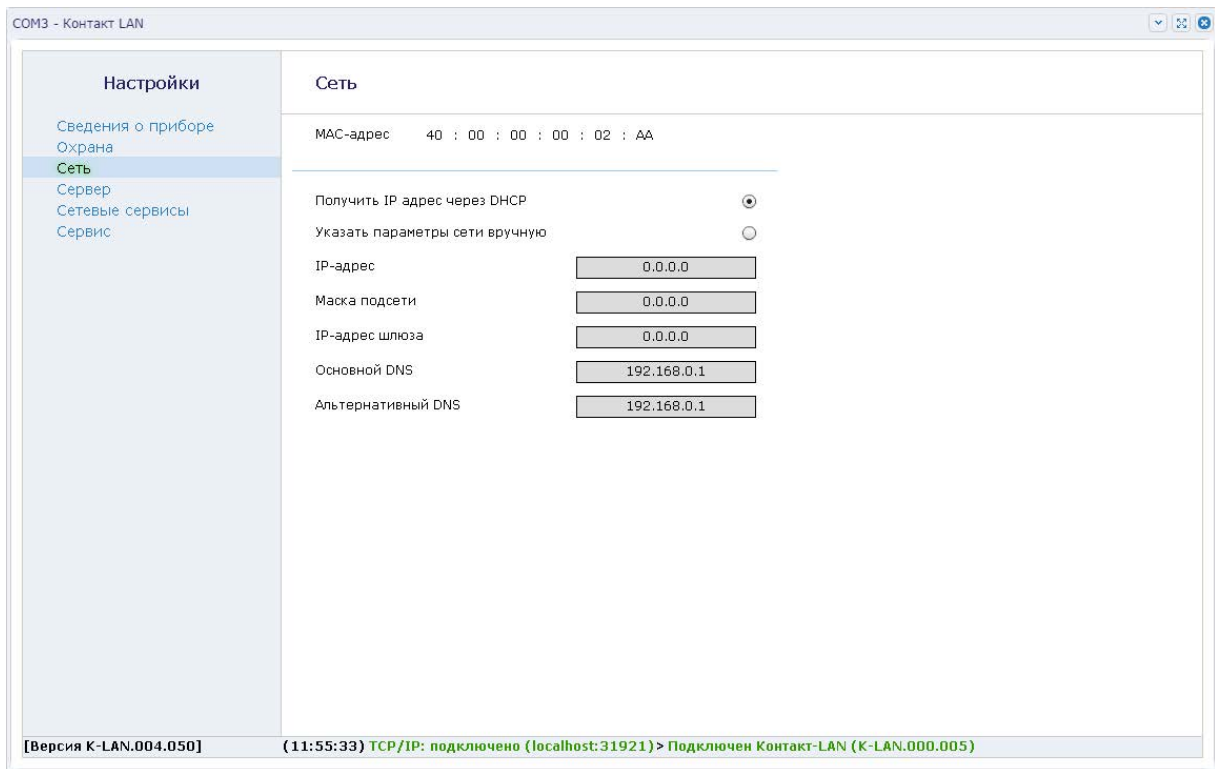 COM3 - Контакт LAN
Настройки
Сведения о приборе
Охрана
Сеть
Сервер
Сетевые сервисы
Сервис
Сеть
MAC-адрес 40 : 00 : 00 : 00 : 02 : AA
Получить IP адрес через DHCP
Указать параметры сети вручную
IP-адрес 0.0.0.0
Маска подсети 0.0.0.0
IP-адрес шлюза 0.0.0.0
Основной DNS 192.168.0.1
Альтернативный DNS 192.168.0.1
[Версия K-LAN.004.050] (11:55:33) TCP/IP: подключено (localhost:31921)> Подключен Контакт-LAN (K-LAN.000.005)